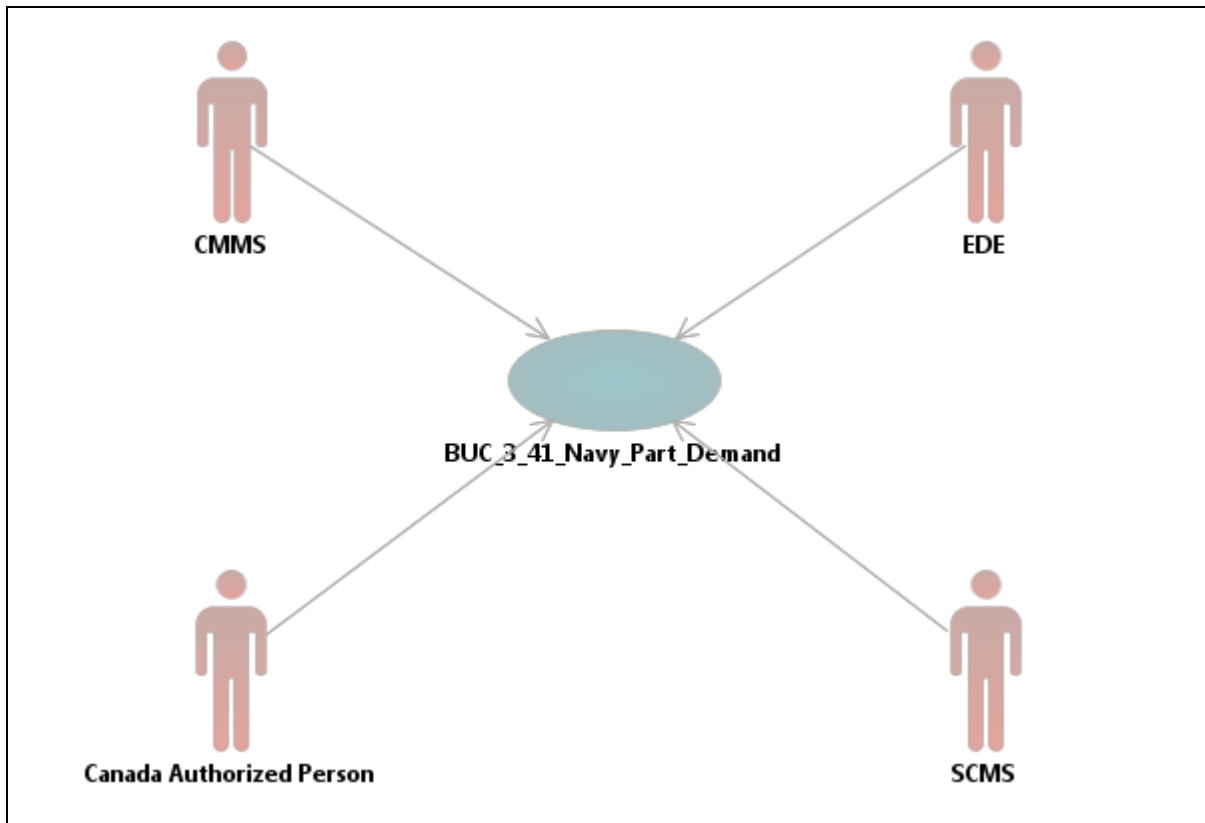 CMMS
EDE
BUC_3_41_Navy_Part_Demand
Canada Authorized Person
SCMS